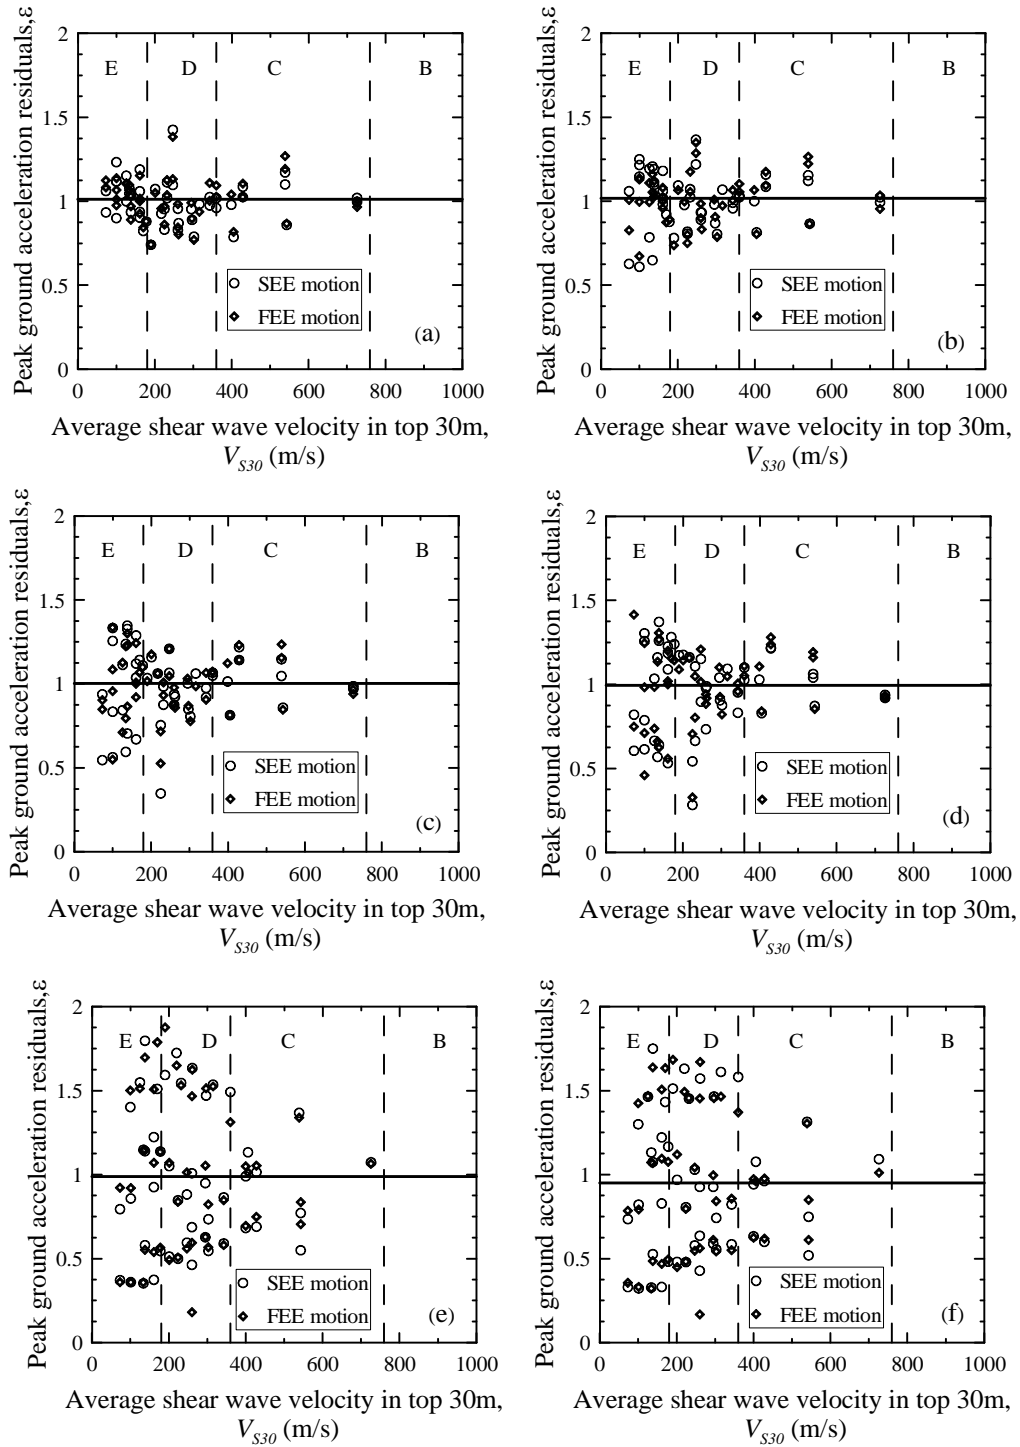 Peak ground acceleration residuals,ε
2
1.5
1
0.5
0
E
D
C
B
SEE motion
FEE motion
(a)
0 200 400 600 800 1000
Average shear wave velocity in top 30m,
V_S30 (m/s)
Peak ground acceleration residuals,ε
2
1.5
1
0.5
0
E
D
C
B
SEE motion
FEE motion
(b)
0 200 400 600 800 1000
Average shear wave velocity in top 30m,
V_S30 (m/s)
Peak ground acceleration residuals,ε
2
1.5
1
0.5
0
E
D
C
B
SEE motion
FEE motion
(c)
0 200 400 600 800 1000
Average shear wave velocity in top 30m,
V_S30 (m/s)
Peak ground acceleration residuals,ε
2
1.5
1
0.5
0
E
D
C
B
SEE motion
FEE motion
(d)
0 200 400 600 800 1000
Average shear wave velocity in top 30m,
V_S30 (m/s)
Peak ground acceleration residuals,ε
2
1.5
1
0.5
0
E
D
C
B
SEE motion
FEE motion
(e)
0 200 400 600 800 1000
Average shear wave velocity in top 30m,
V_S30 (m/s)
Peak ground acceleration residuals,ε
2
1.5
1
0.5
0
E
D
C
B
SEE motion
FEE motion
(f)
0 200 400 600 800 1000
Average shear wave velocity in top 30m,
V_S30 (m/s)